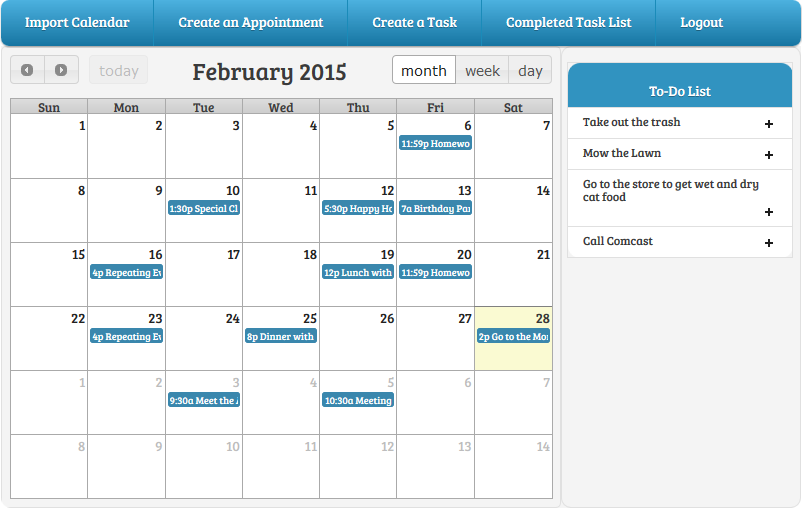 Import Calendar Create an Appointment Create a Task Completed Task List Logout
today February 2015 month week day
Sun Mon Tue Wed Thu Fri Sat
1 2 3 4 5 6 7
11:59p Homewo
8 9 10 11 12 13 14
1:30p Special Cl 5:30p Happy Ho 7a Birthday Par
15 16 17 18 19 20 21
4p Repeating Ev 12p Lunch with 11:59p Homewo
22 23 24 25 26 27 28
4p Repeating Ev 8p Dinner with 2p Go to the Mov
1 2 3 4 5 6 7
9:30a Meet the 10:30a Meeting
8 9 10 11 12 13 14
To-Do List
Take out the trash +
Mow the Lawn +
Go to the store to get wet and dry
cat food
+
Call Comcast +